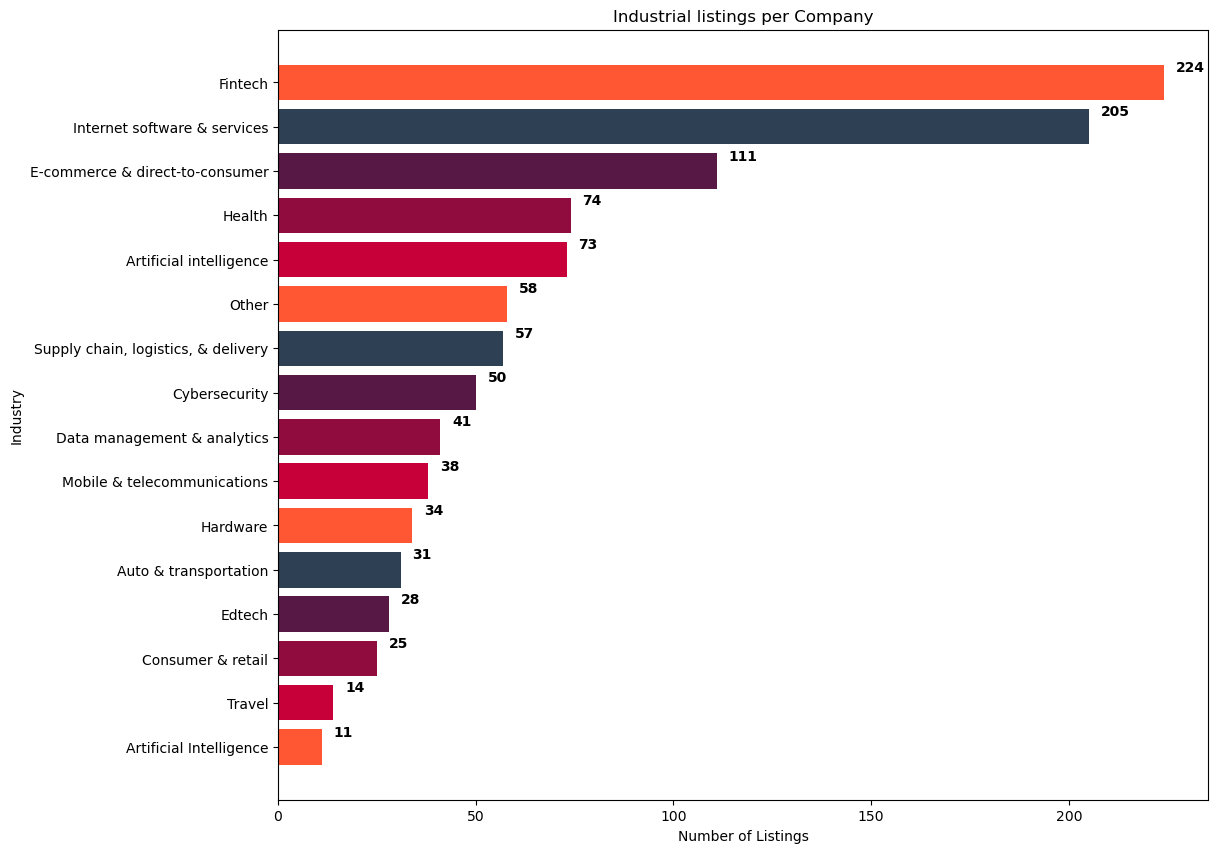 Industrial listings per Company
Fintech 224
Internet software & services 205
E-commerce & direct-to-consumer 111
Health 74
Artificial intelligence 73
Other 58
Supply chain, logistics, & delivery 57
Cybersecurity 50
Data management & analytics 41
Mobile & telecommunications 38
Hardware 34
Auto & transportation 31
Edtech 28
Consumer & retail 25
Travel 14
Artificial Intelligence 11
Industry
0 50 100 150 200
Number of Listings